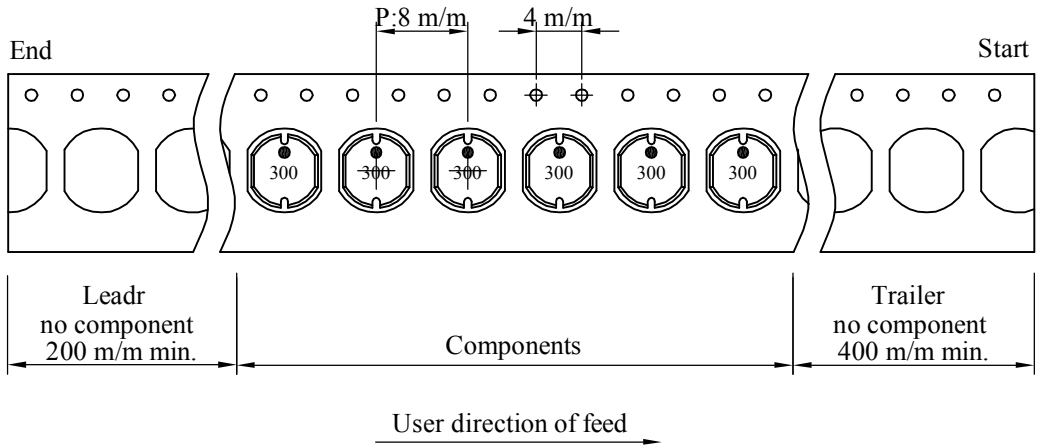 P:8 m/m
4 m/m
End
Start
300
300
300
300
300
300
Leadr
no component
200 m/m min.
Components
Trailer
no component
400 m/m min.
User direction of feed